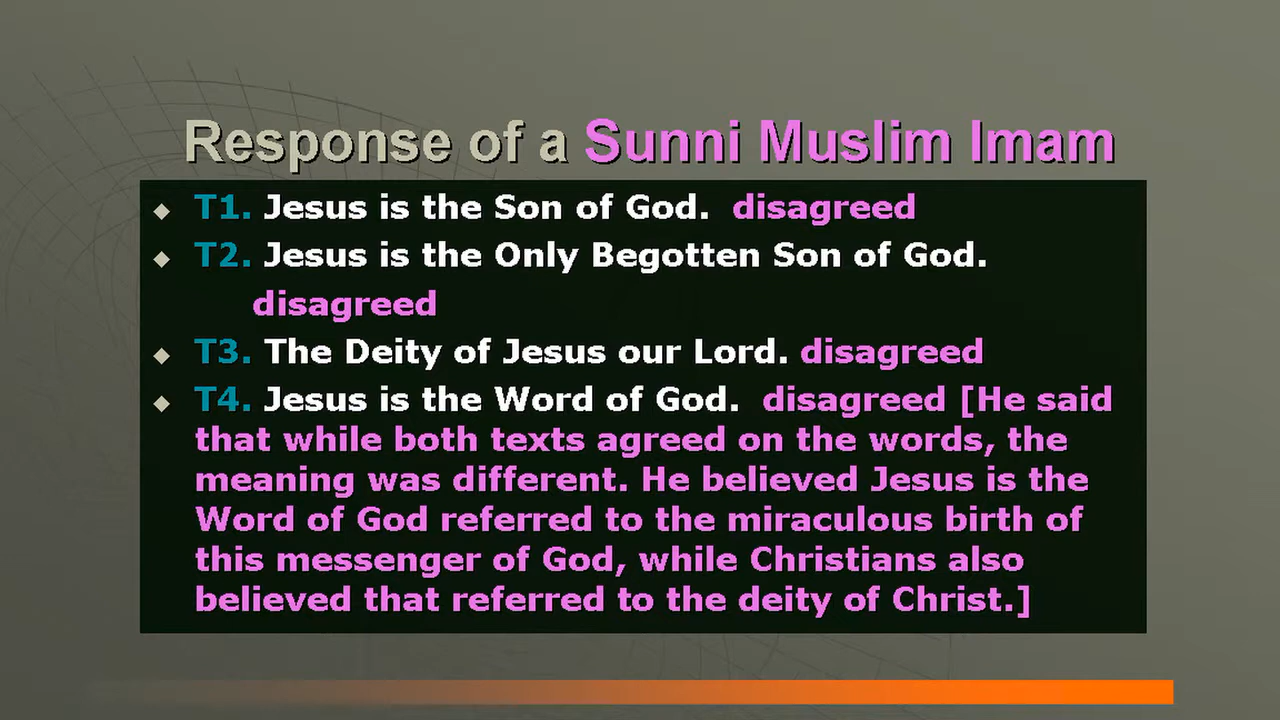 Response of a Sunni Muslim Imam
T1. Jesus is the Son of God. disagreed
T2. Jesus is the Only Begotten Son of God.
disagreed
T3. The Deity of Jesus our Lord. disagreed
T4. Jesus is the Word of God. disagreed [He said
that while both texts agreed on the words, the
meaning was different. He believed Jesus is the
Word of God referred to the miraculous birth of
this messenger of God, while Christians also
believed that referred to the deity of Christ.]